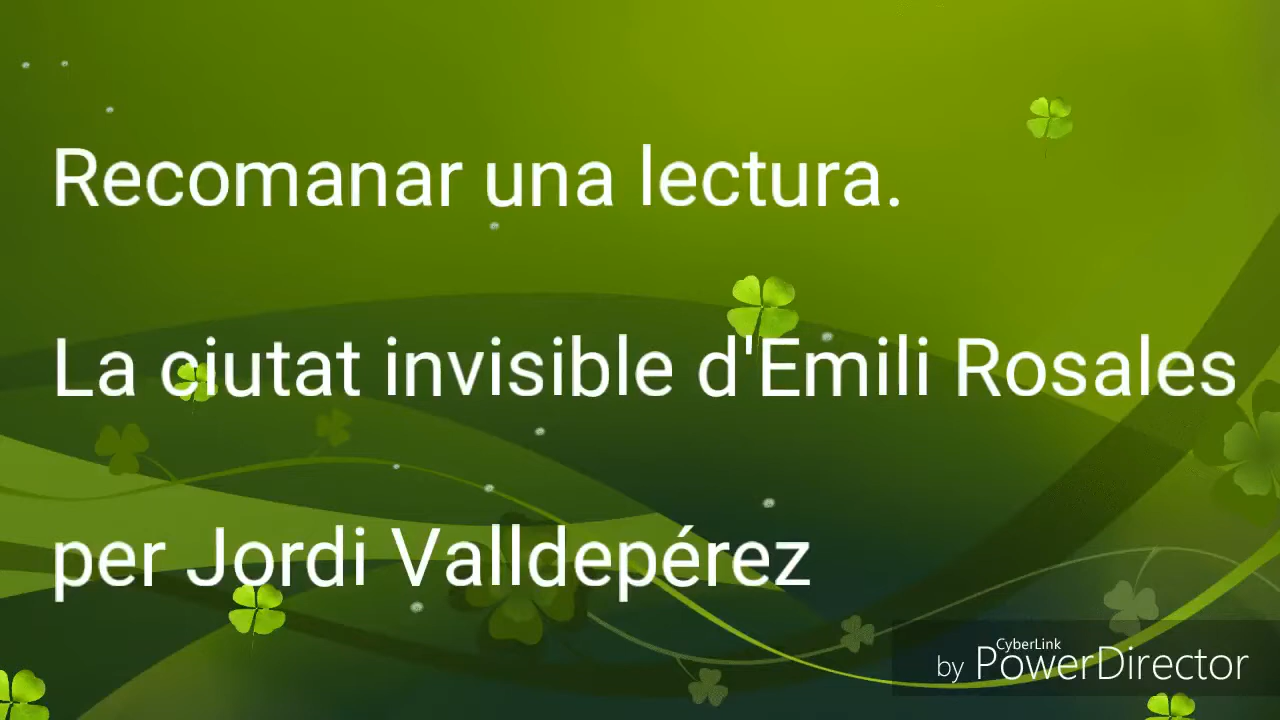 Recomanar una lectura.
La ciutat invisible d'Emili Rosales
per Jordi Valldepérez
CyberLink
by PowerDirector